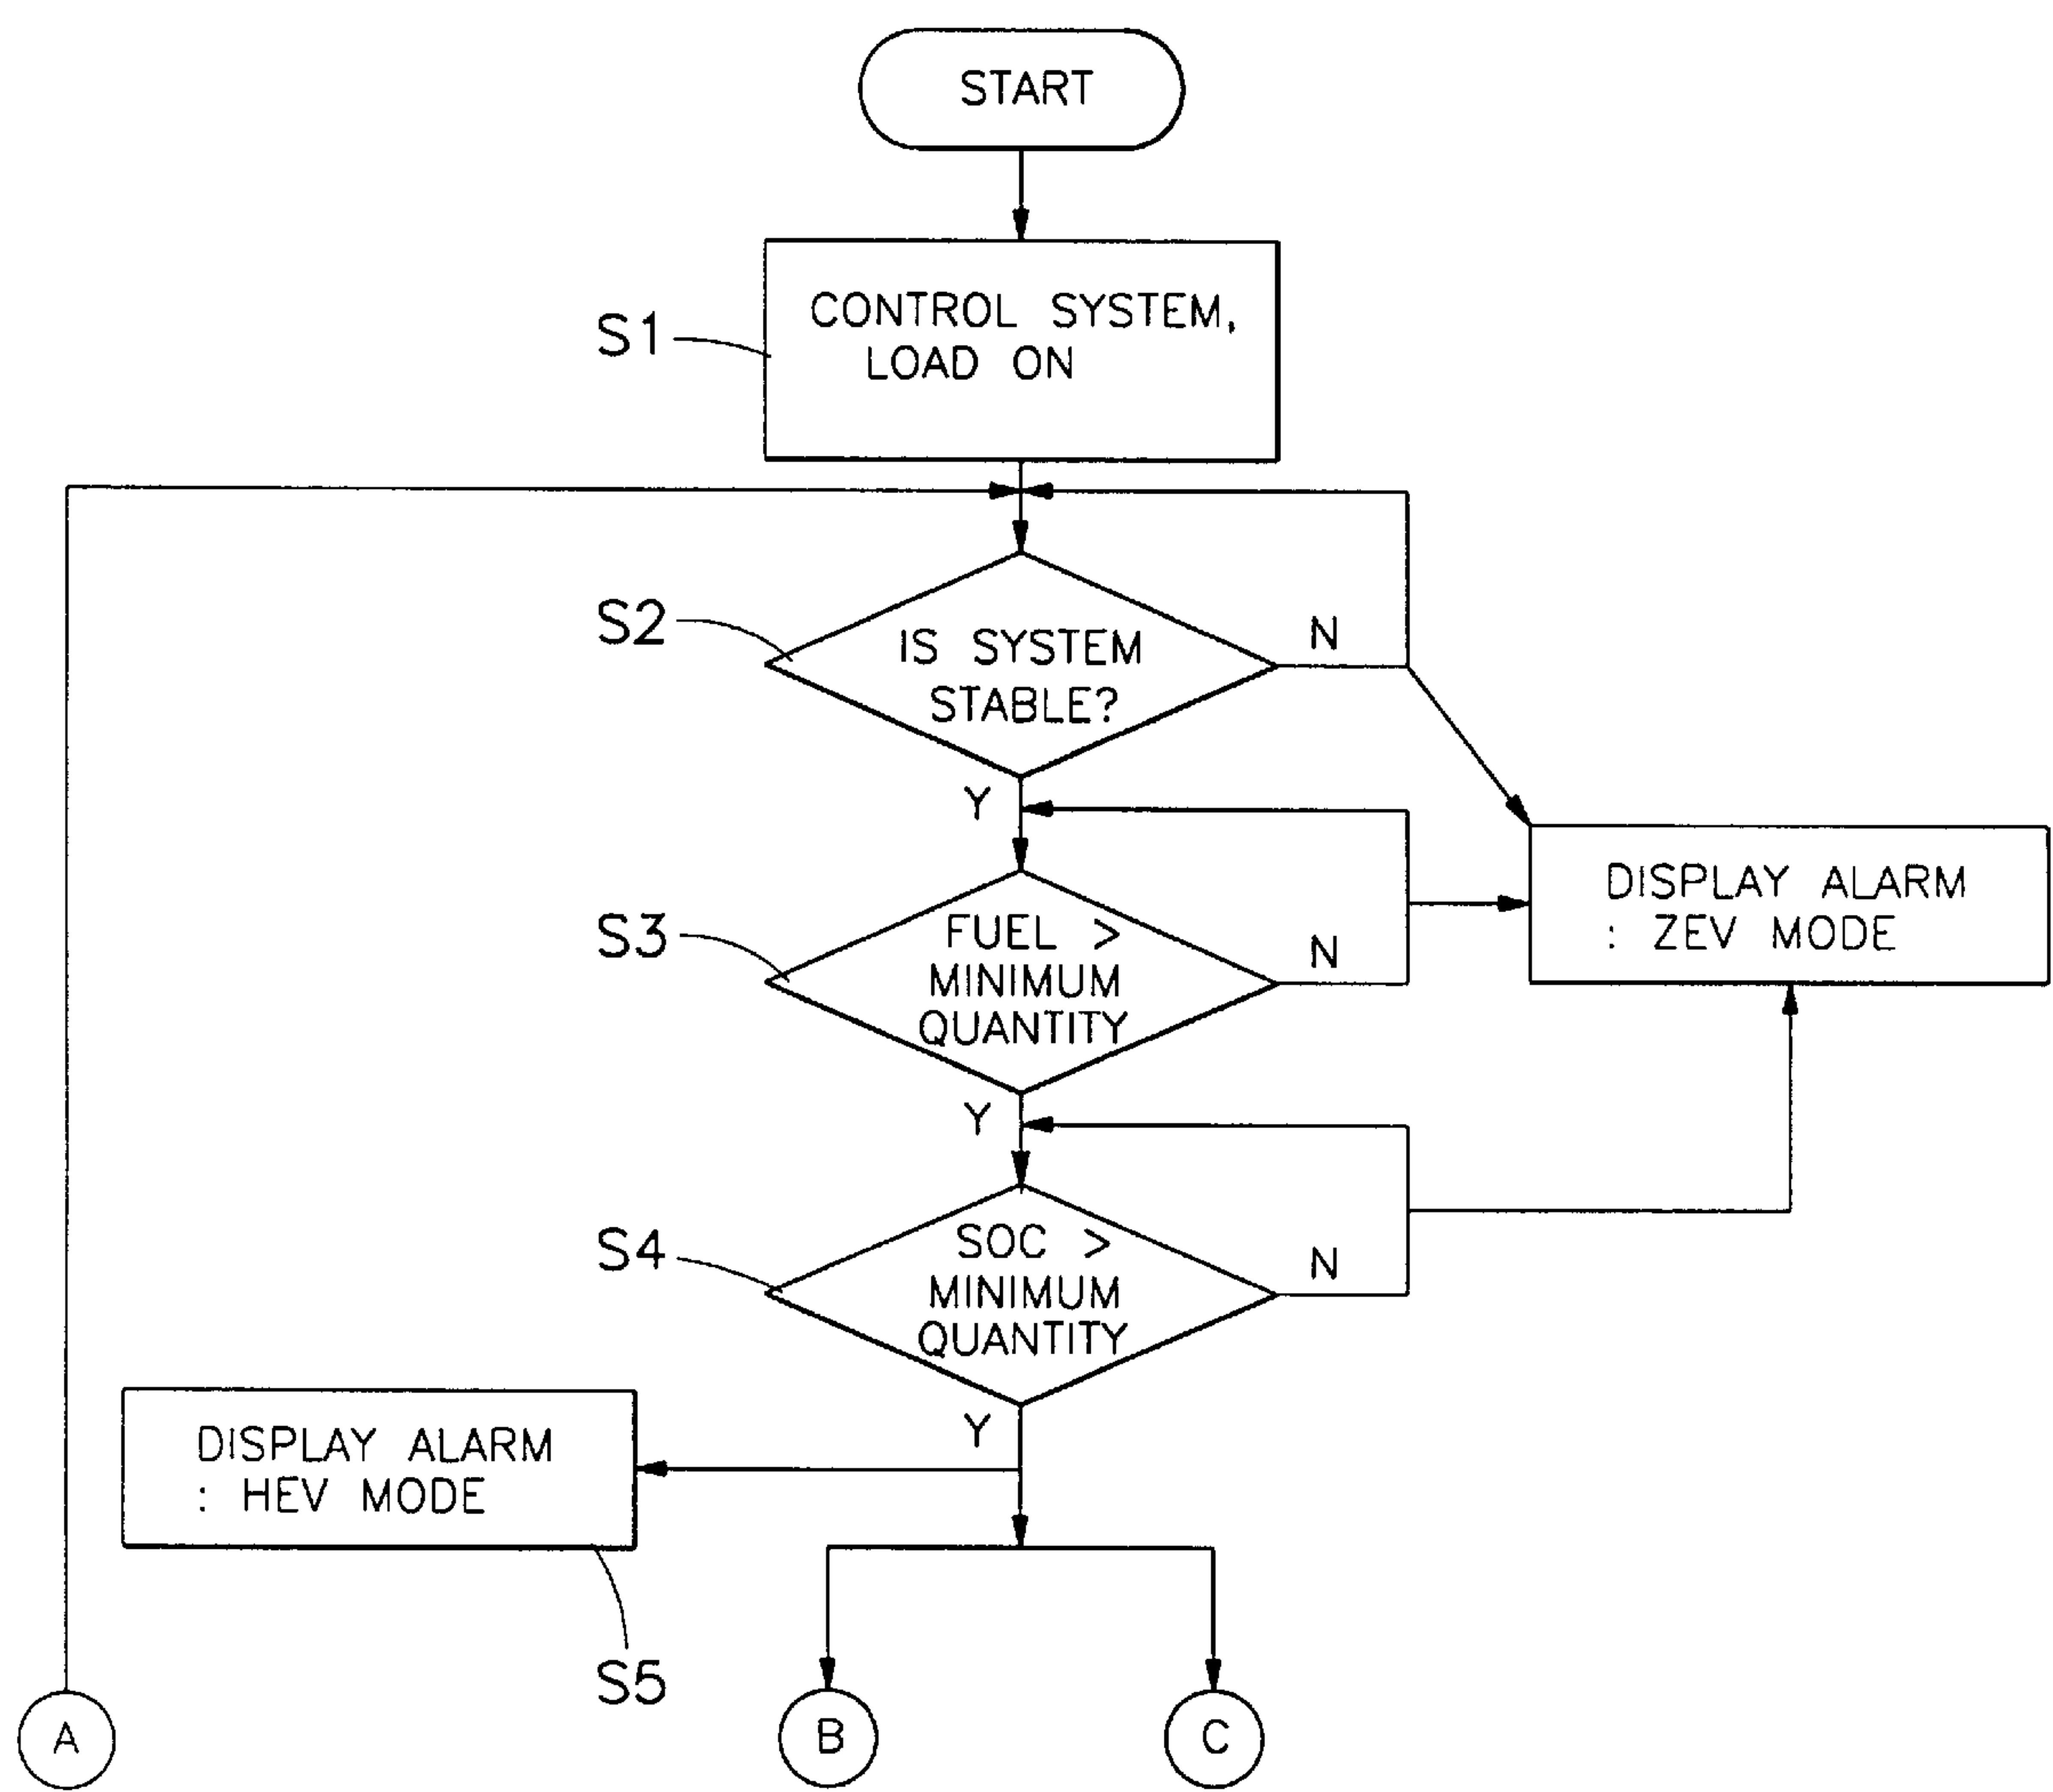 START
S1
CONTROL SYSTEM,
LOAD ON
S2
IS SYSTEM
STABLE?
N
Y
S3
FUEL >
MINIMUM
QUANTITY
N
DISPLAY ALARM
: ZEV MODE
Y
S4
SOC >
MINIMUM
QUANTITY
N
Y
DISPLAY ALARM
: HEV MODE
S5
A
B
C